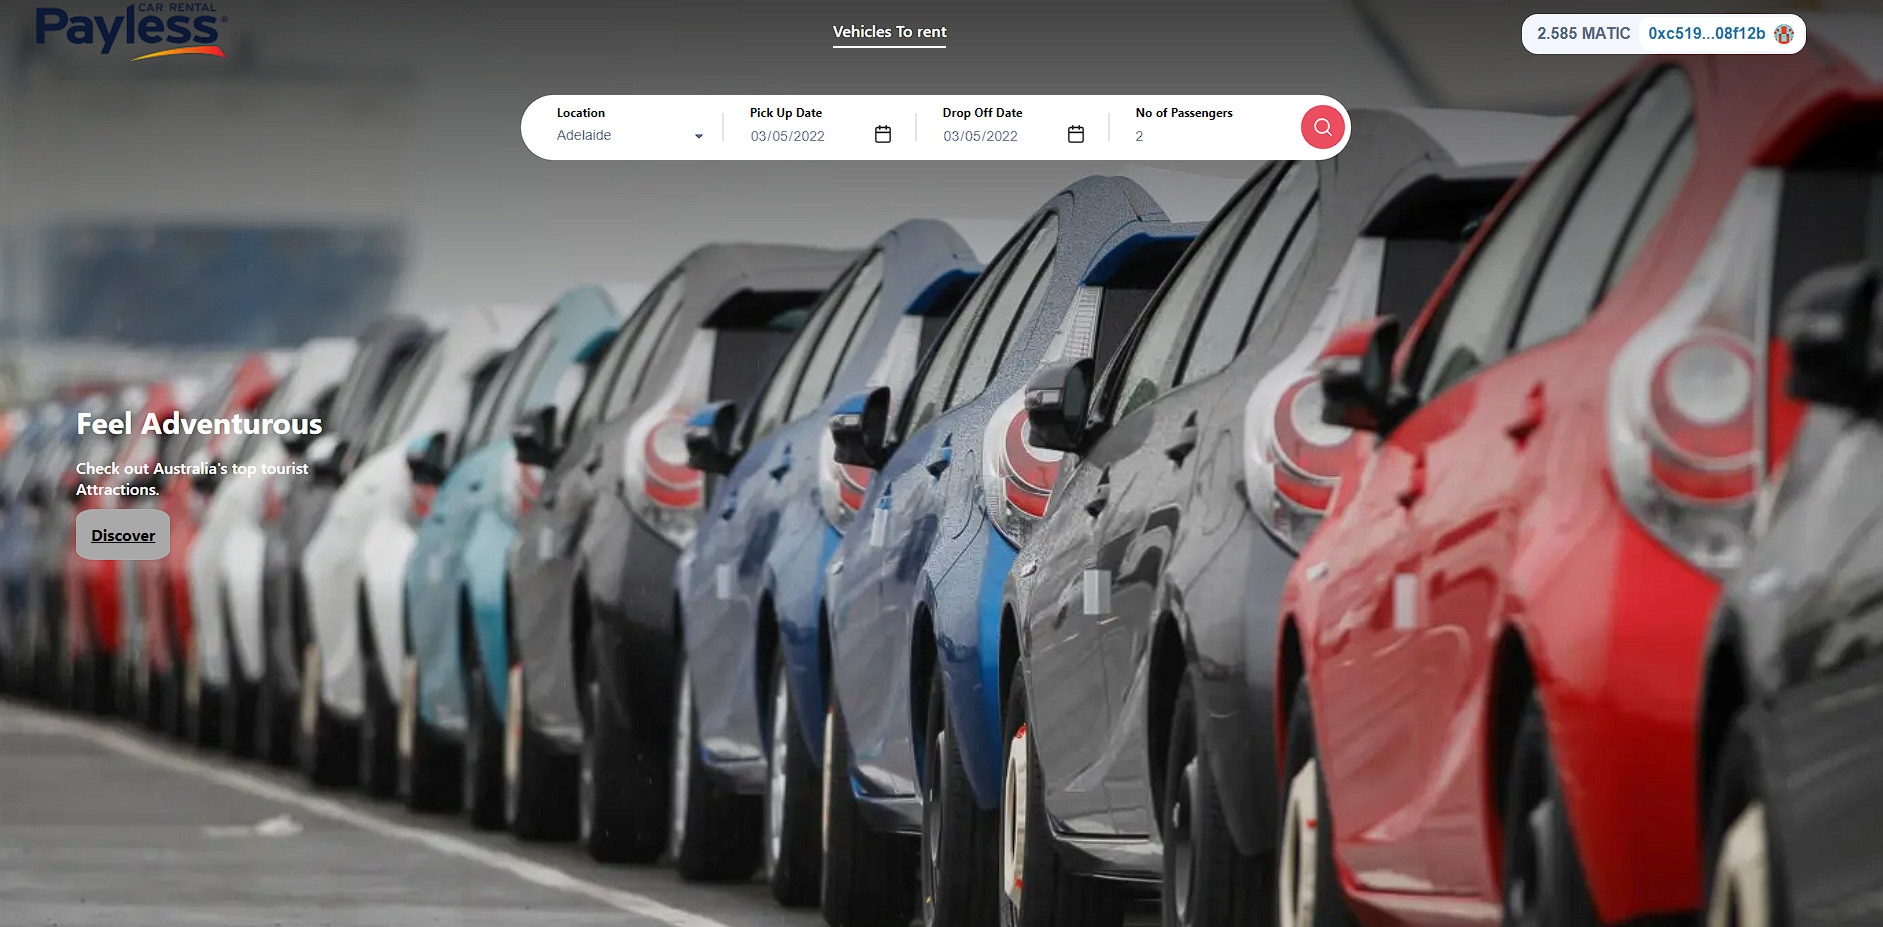 CAR RENTAL
Payless®
Vehicles To rent
2.585 MATIC 0xc519...08f12b
Location
Adelaide
Pick Up Date
03/05/2022
Drop Off Date
03/05/2022
No of Passengers
2
Feel Adventurous
Check out Australia's top tourist
Attractions.
Discover